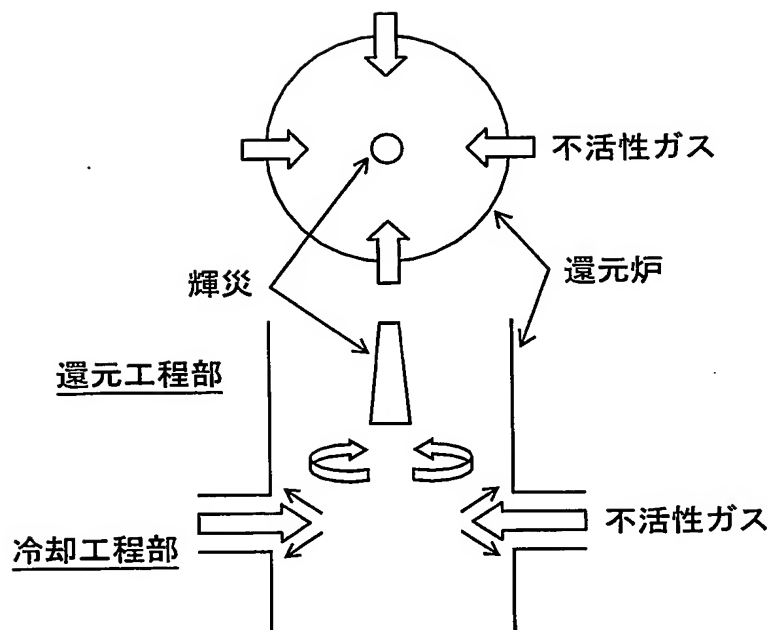 不活性ガス
輝災
還元炉
還元工程部
不活性ガス
冷却工程部